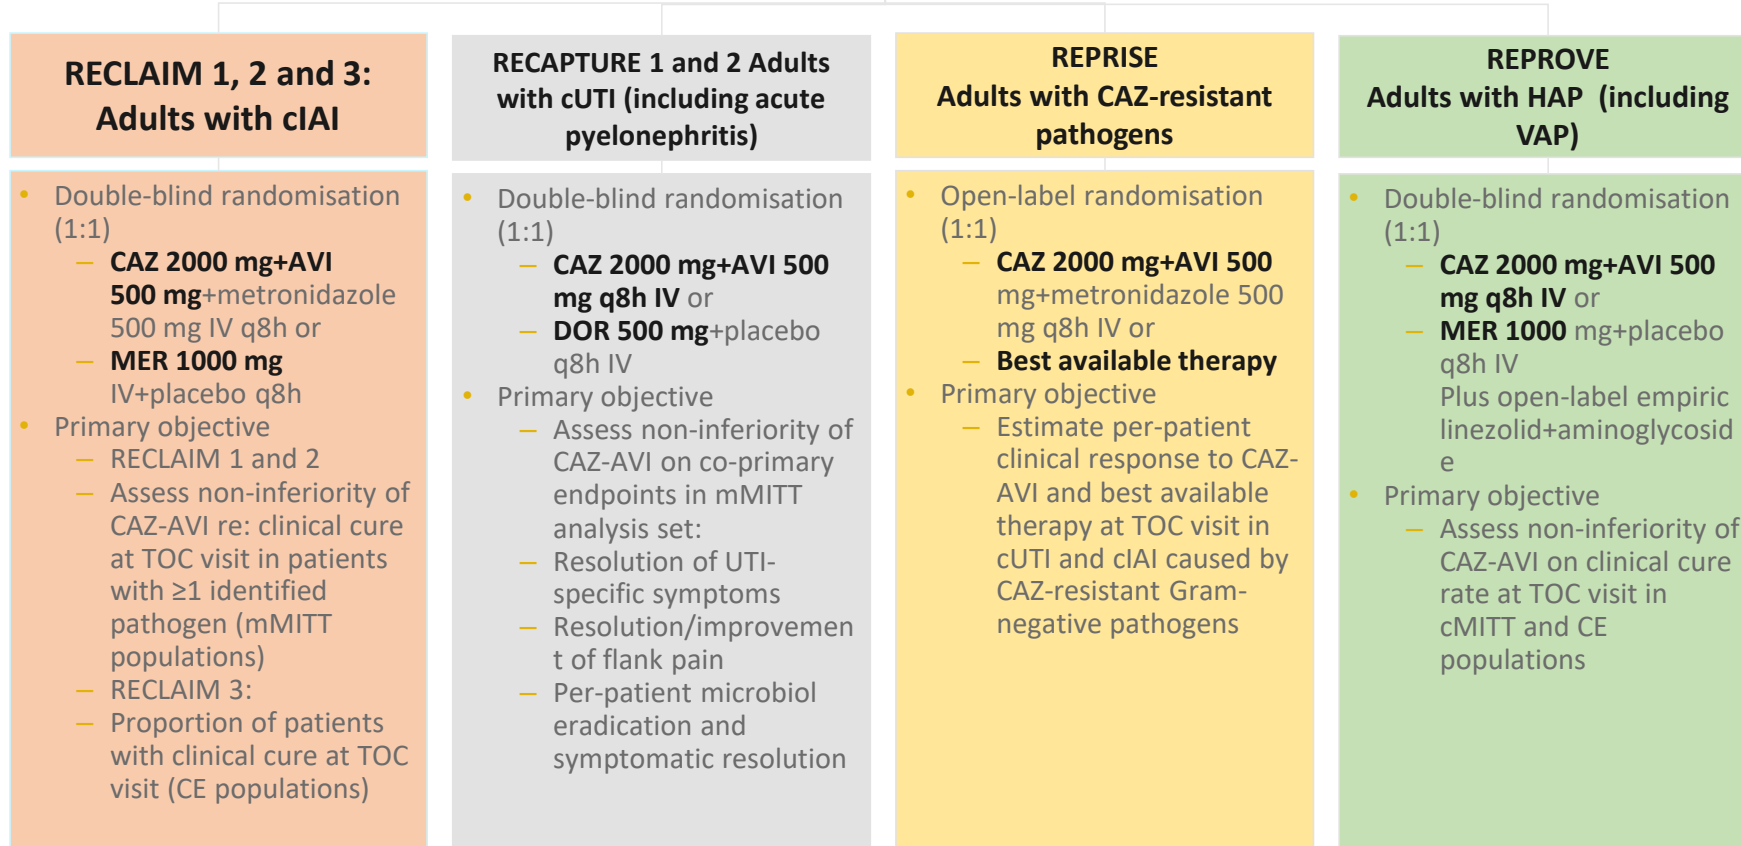 RECLAIM 1, 2 and 3:
Adults with cIAI
• Double-blind randomisation
(1:1)
– CAZ 2000 mg+AVI
500 mg+metronidazole
500 mg IV q8h or
– MER 1000 mg
IV+placebo q8h
• Primary objective
– RECLAIM 1 and 2
– Assess non-inferiority of
CAZ-AVI re: clinical cure
at TOC visit in patients
with ≥1 identified
pathogen (mMITT
populations)
– RECLAIM 3:
– Proportion of patients
with clinical cure at TOC
visit (CE populations)
RECAPTURE 1 and 2 Adults
with cUTI (including acute
pyelonephritis)
• Double-blind randomisation
(1:1)
– CAZ 2000 mg+AVI 500
mg q8h IV or
– DOR 500 mg+placebo
q8h IV
• Primary objective
– Assess non-inferiority of
CAZ-AVI on co-primary
endpoints in mMITT
analysis set:
– Resolution of UTI-
specific symptoms
– Resolution/improvemen
t of flank pain
– Per-patient microbiol
eradication and
symptomatic resolution
REPRISE
Adults with CAZ-resistant
pathogens
• Open-label randomisation
(1:1)
– CAZ 2000 mg+AVI 500
mg+metronidazole 500
mg q8h IV or
– Best available therapy
• Primary objective
– Estimate per-patient
clinical response to CAZ-
AVI and best available
therapy at TOC visit in
cUTI and cIAI caused by
CAZ-resistant Gram-
negative pathogens
REPROVE
Adults with HAP (including
VAP)
• Double-blind randomisation
(1:1)
– CAZ 2000 mg+AVI 500
mg q8h IV or
– MER 1000 mg+placebo
q8h IV
Plus open-label empiric
linezolid+aminoglycosid
e
• Primary objective
– Assess non-inferiority of
CAZ-AVI on clinical cure
rate at TOC visit in
cMITT and CE
populations